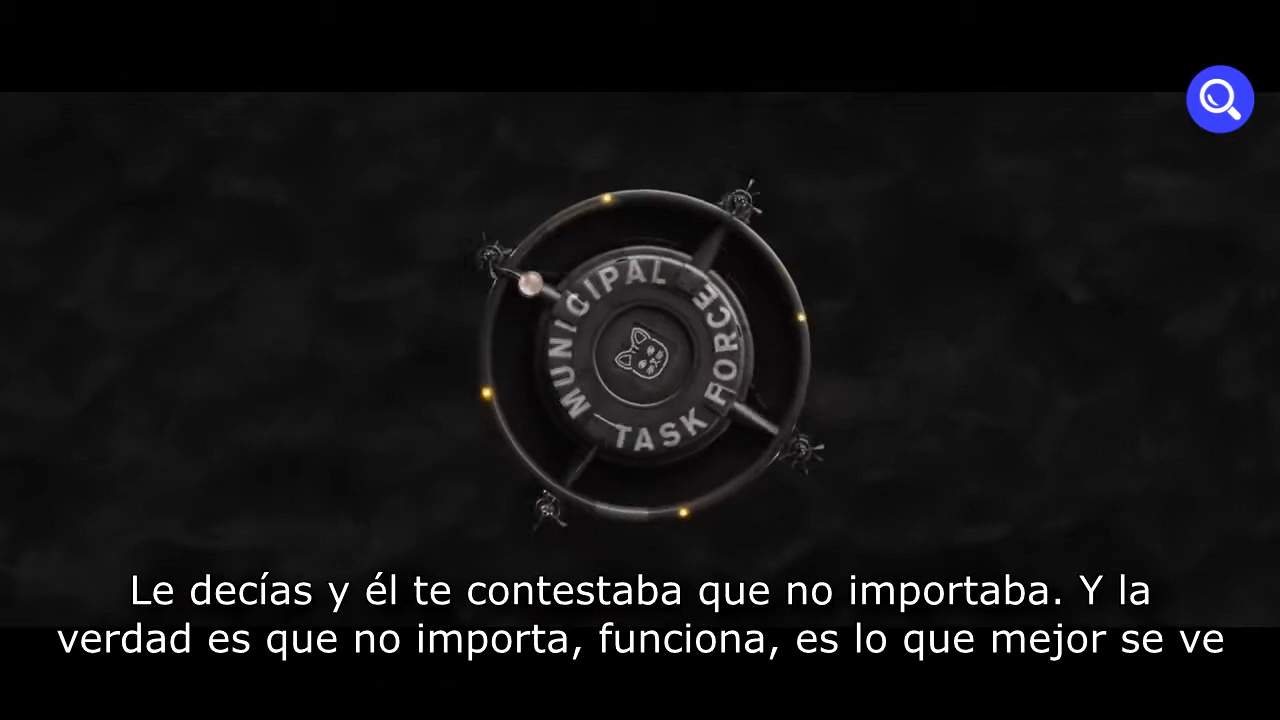 MUNICIPAL
TASK FORCE
Le decías y él te contestaba que no importaba. Y la
verdad es que no importa, funciona, es lo que mejor se ve